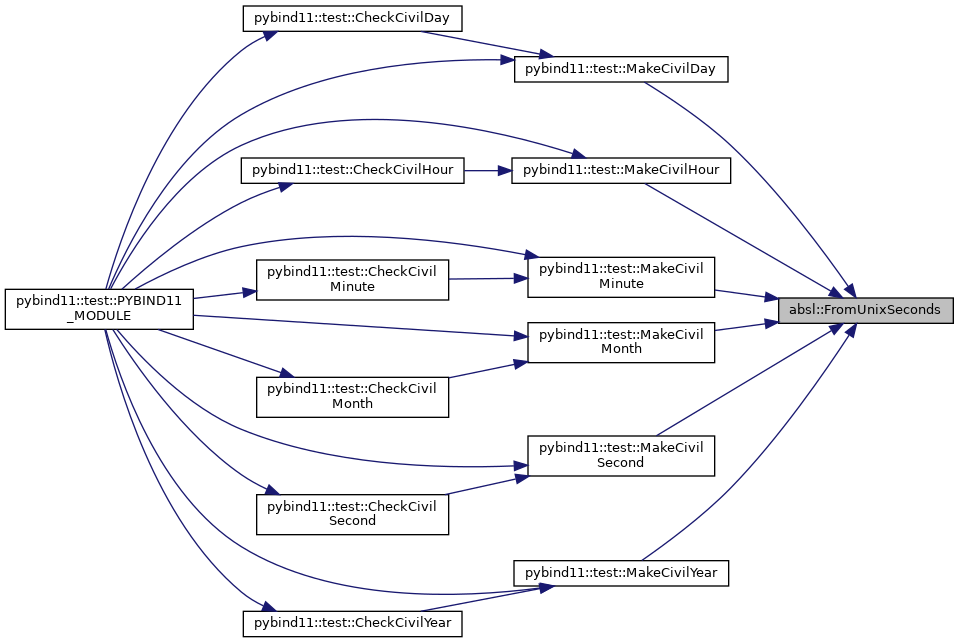 pybind11::test::CheckCivilDay
pybind11::test::MakeCivilDay
pybind11::test::CheckCivilHour
pybind11::test::MakeCivilHour
pybind11::test::CheckCivil
Minute
pybind11::test::MakeCivil
Minute
pybind11::test::PYBIND11
_MODULE
absl::FromUnixSeconds
pybind11::test::MakeCivil
Month
pybind11::test::CheckCivil
Month
pybind11::test::MakeCivil
Second
pybind11::test::CheckCivil
Second
pybind11::test::MakeCivilYear
pybind11::test::CheckCivilYear